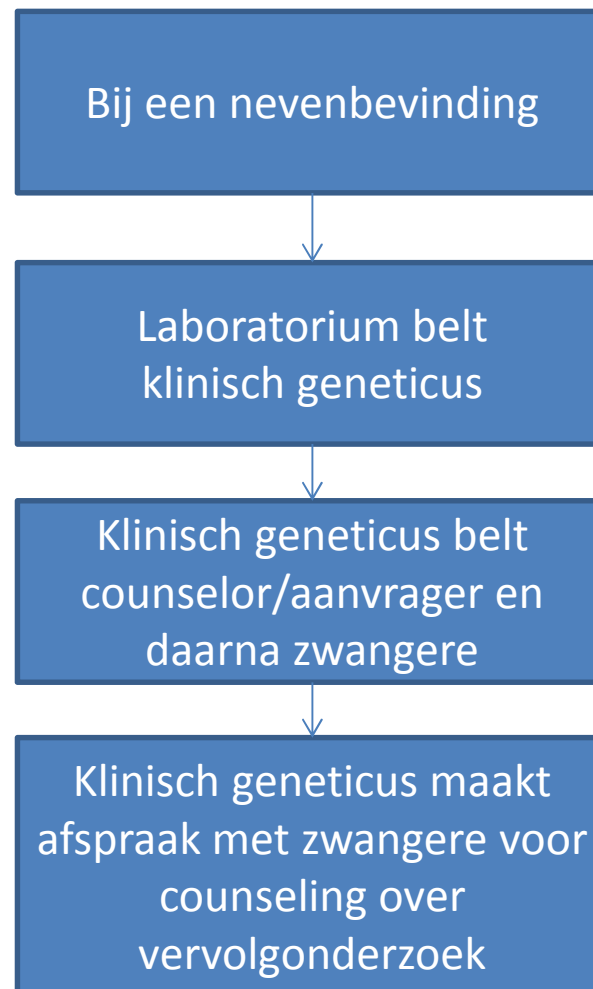 Bij een nevenbevinding
Laboratorium belt
klinisch geneticus
Klinisch geneticus belt
counselor/aanvrager en
daarna zwangere
Klinisch geneticus maakt
afspraak met zwangere voor
counseling over
vervolgonderzoek